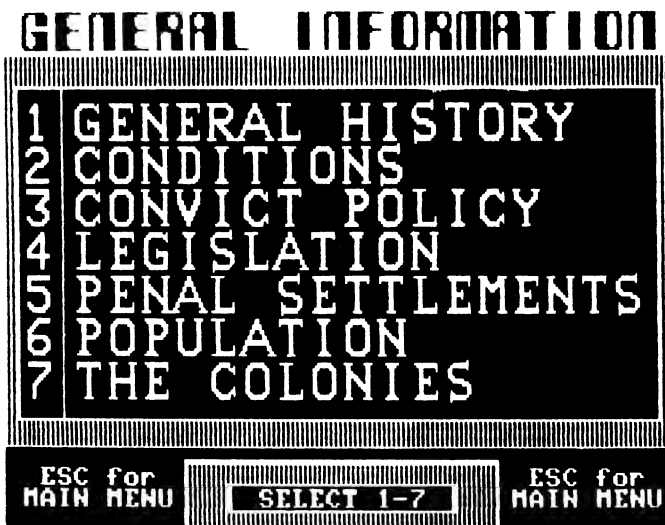 GENERAL INFORMATION
1 GENERAL HISTORY
2 CONDITIONS
3 CONVICT POLICY
4 LEGISLATION
5 PENAL SETTLEMENTS
6 POPULATION
7 THE COLONIES
ESC for
MAIN MENU
SELECT 1-7
ESC for
MAIN MENU